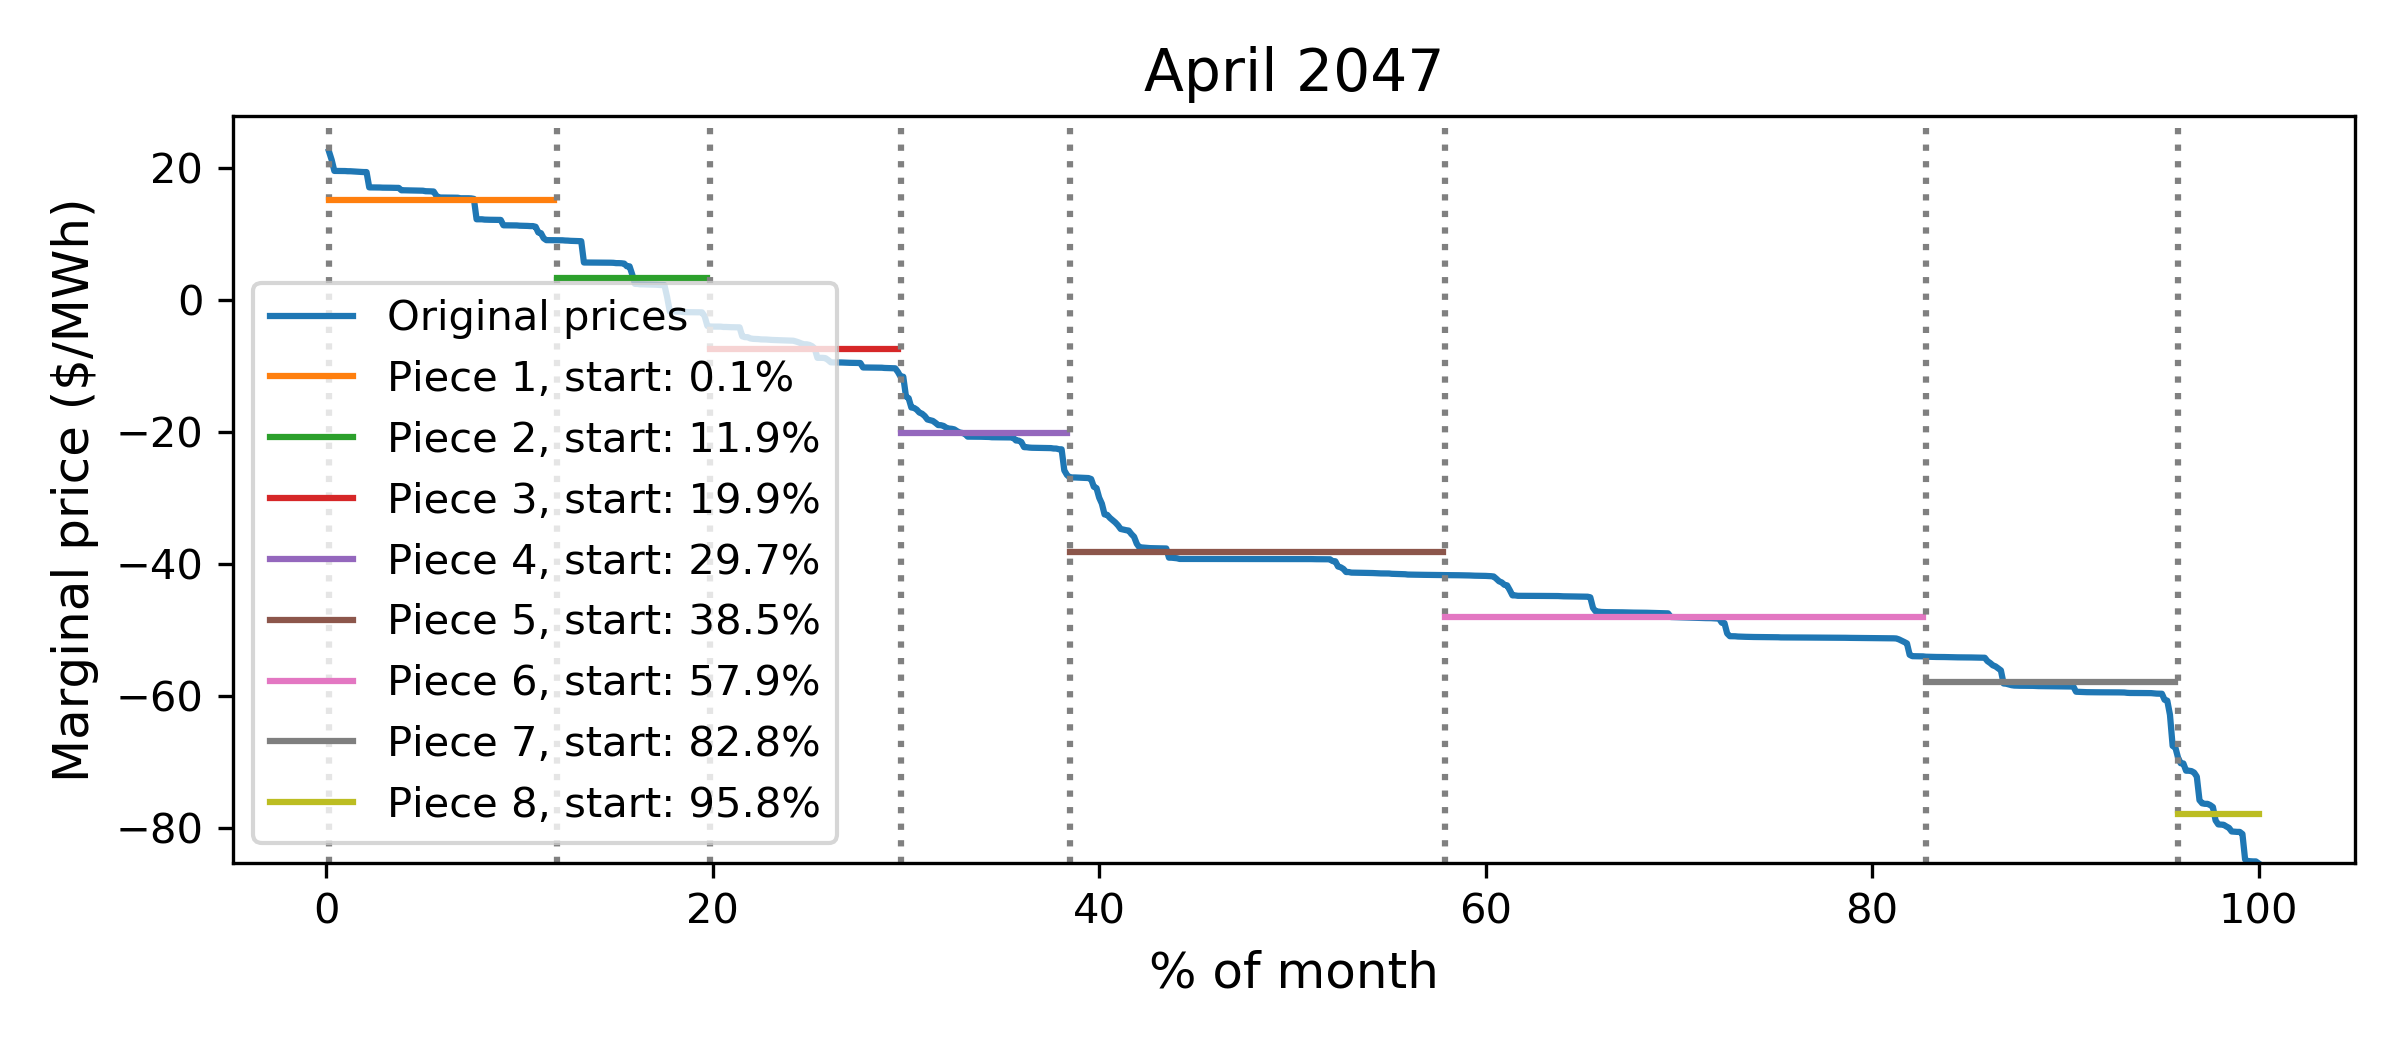 April 2047
Marginal price ($/MWh)
20
0
−20
−40
−60
−80
Original prices
Piece 1, start: 0.1%
Piece 2, start: 11.9%
Piece 3, start: 19.9%
Piece 4, start: 29.7%
Piece 5, start: 38.5%
Piece 6, start: 57.9%
Piece 7, start: 82.8%
Piece 8, start: 95.8%
0 20 40 60 80 100
% of month